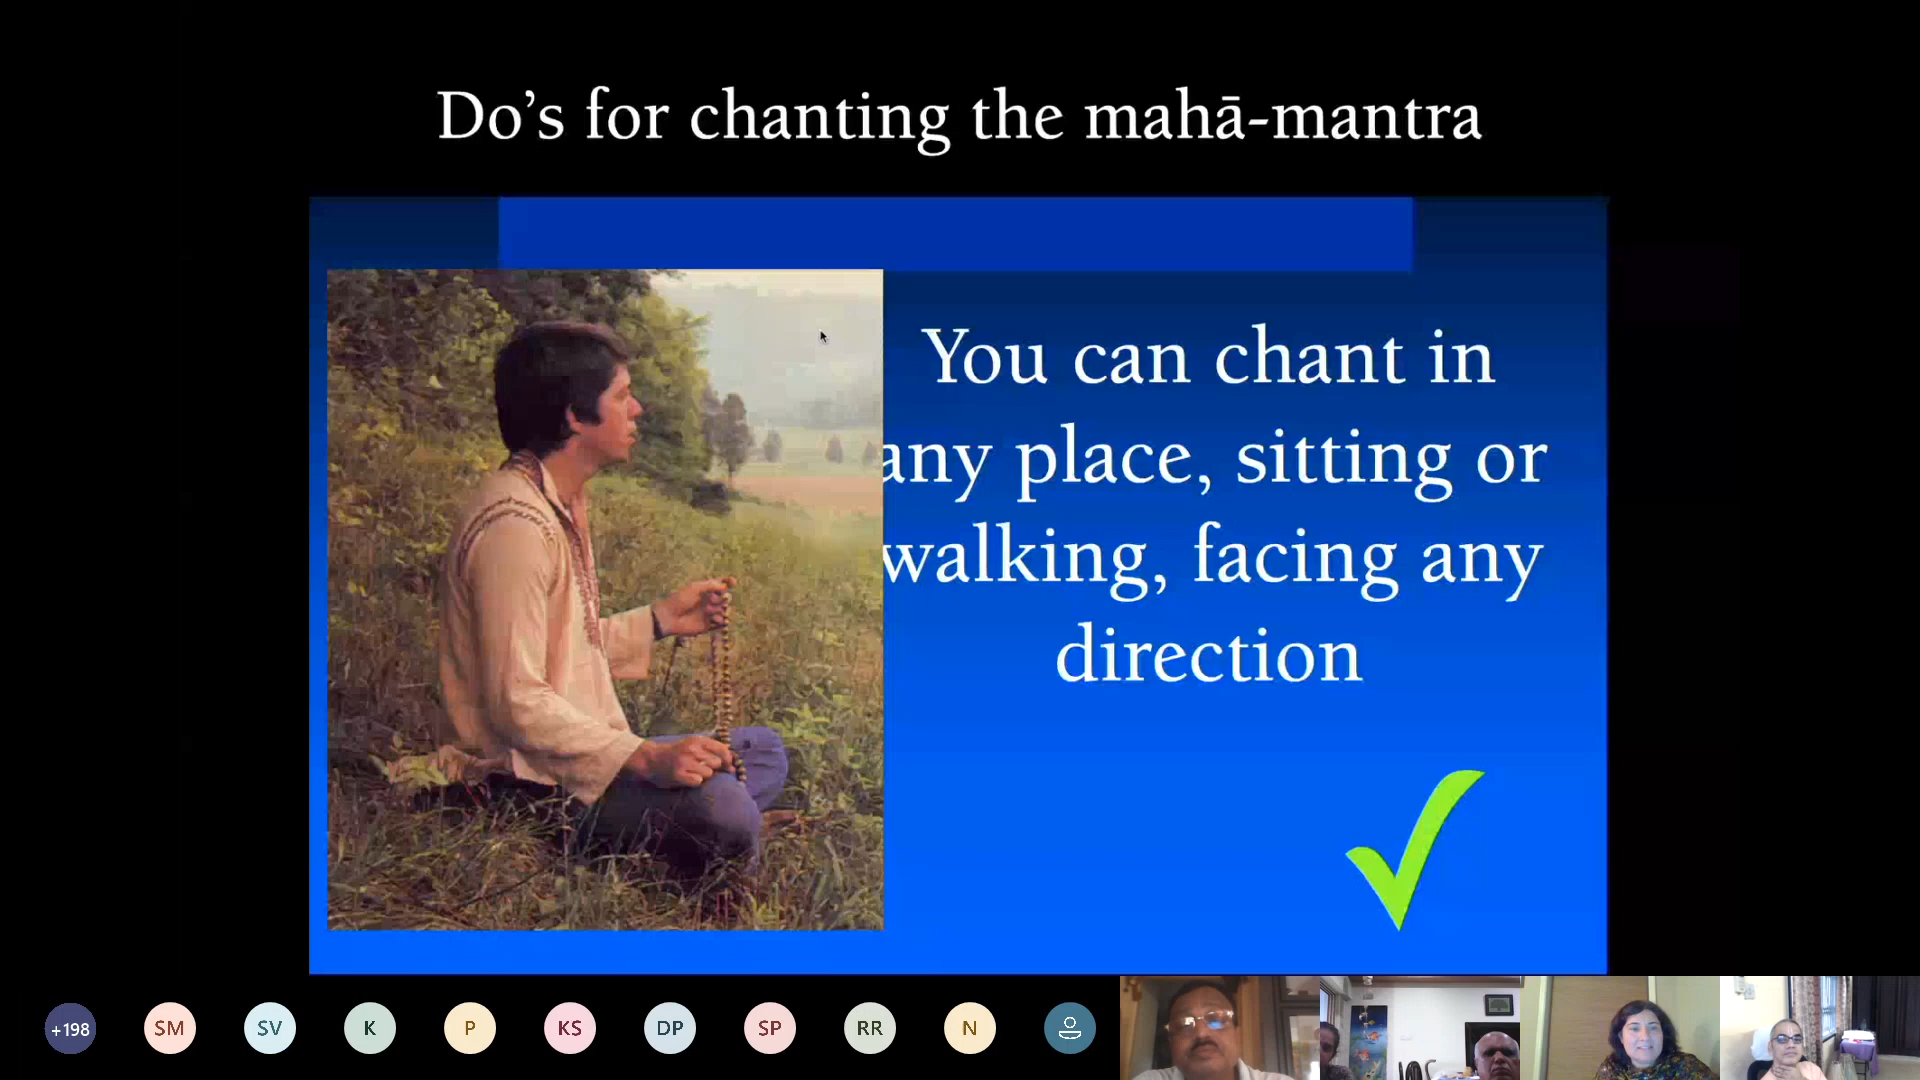 Do’s for chanting the mahā-mantra
You can chant in
any place, sitting or
walking, facing any
direction
+198 SM SV K P KS DP SP RR N